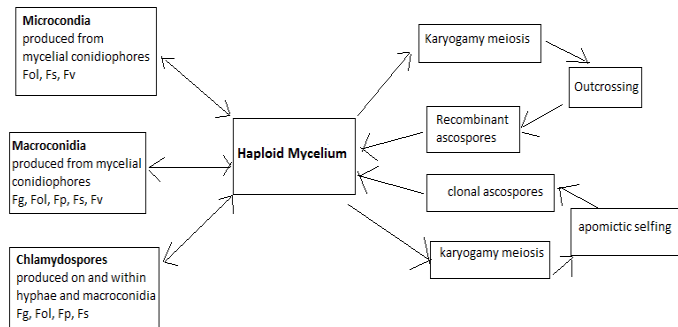 Microcondia
produced from
mycelial conidiophores
Fol, Fs, Fv
Macroconidia
produced from mycelial
conidiophores
Fg, Fol, Fp, Fs, Fv
Chlamydospores
produced on and within
hyphae and macroconidia
Fg, Fol, Fp, Fs
Haploid Mycelium
Karyogamy meiosis
Outcrossing
Recombinant
ascospores
clonal ascospores
apomictic selfing
karyogamy meiosis